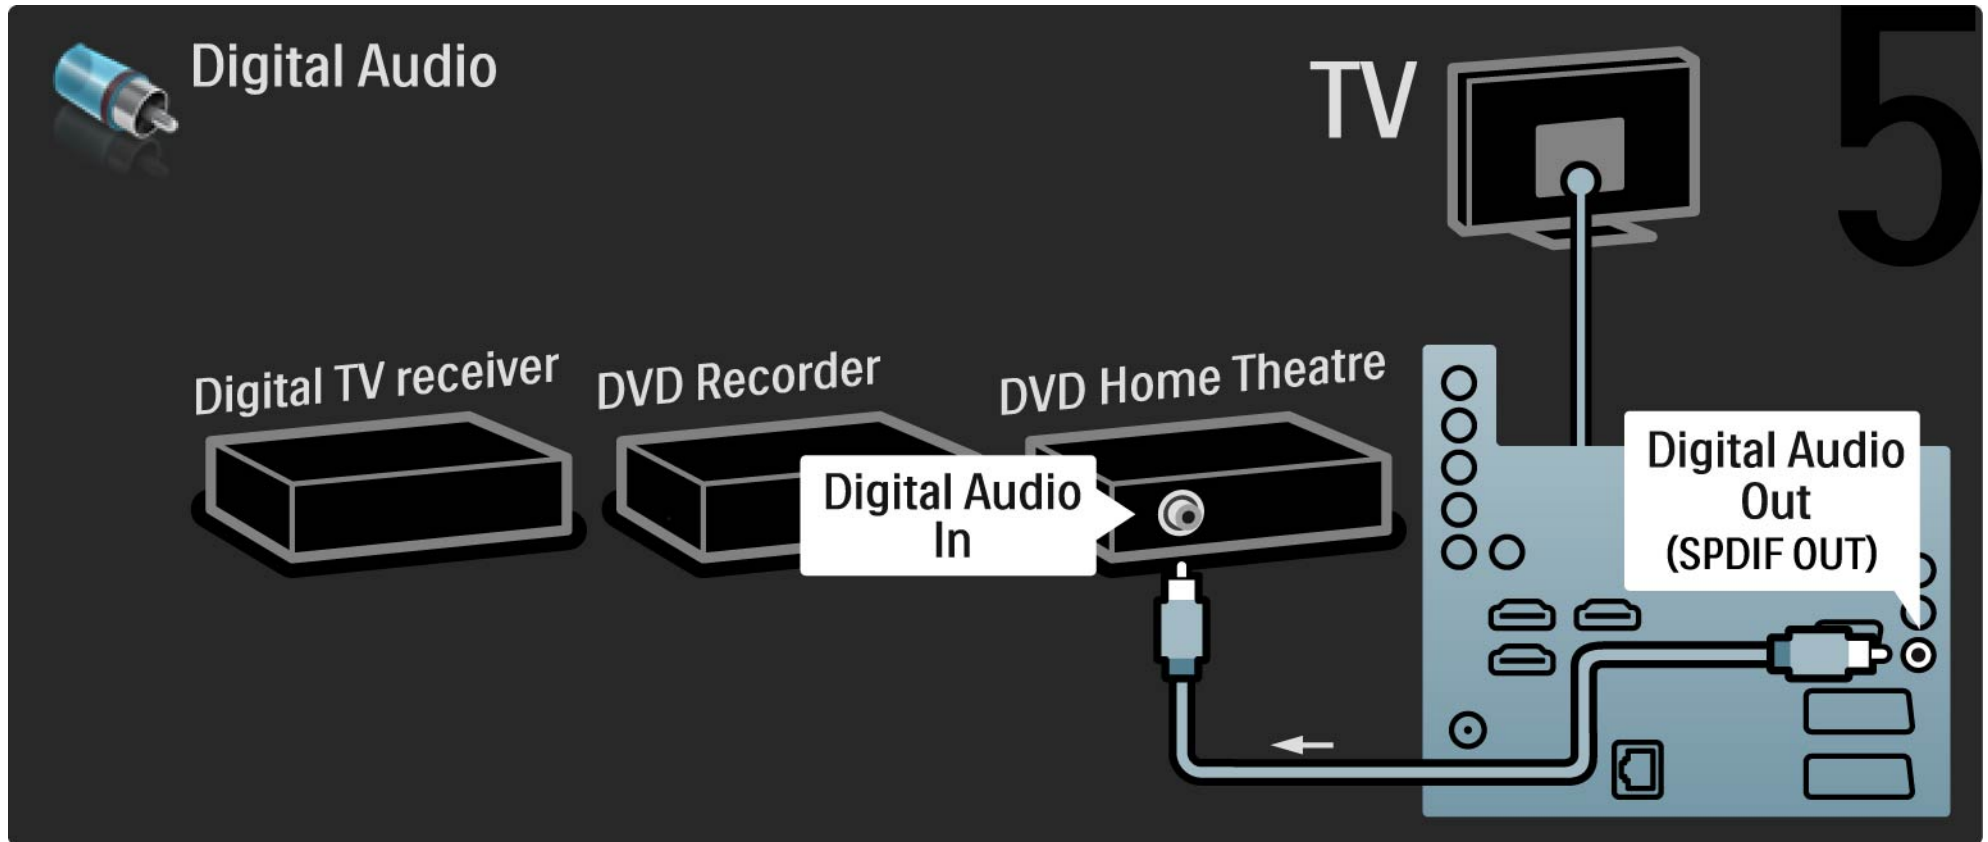 Digital Audio
TV
5
Digital TV receiver
DVD Recorder
DVD Home Theatre
Digital Audio
In
Digital Audio
Out
(SPDIF OUT)